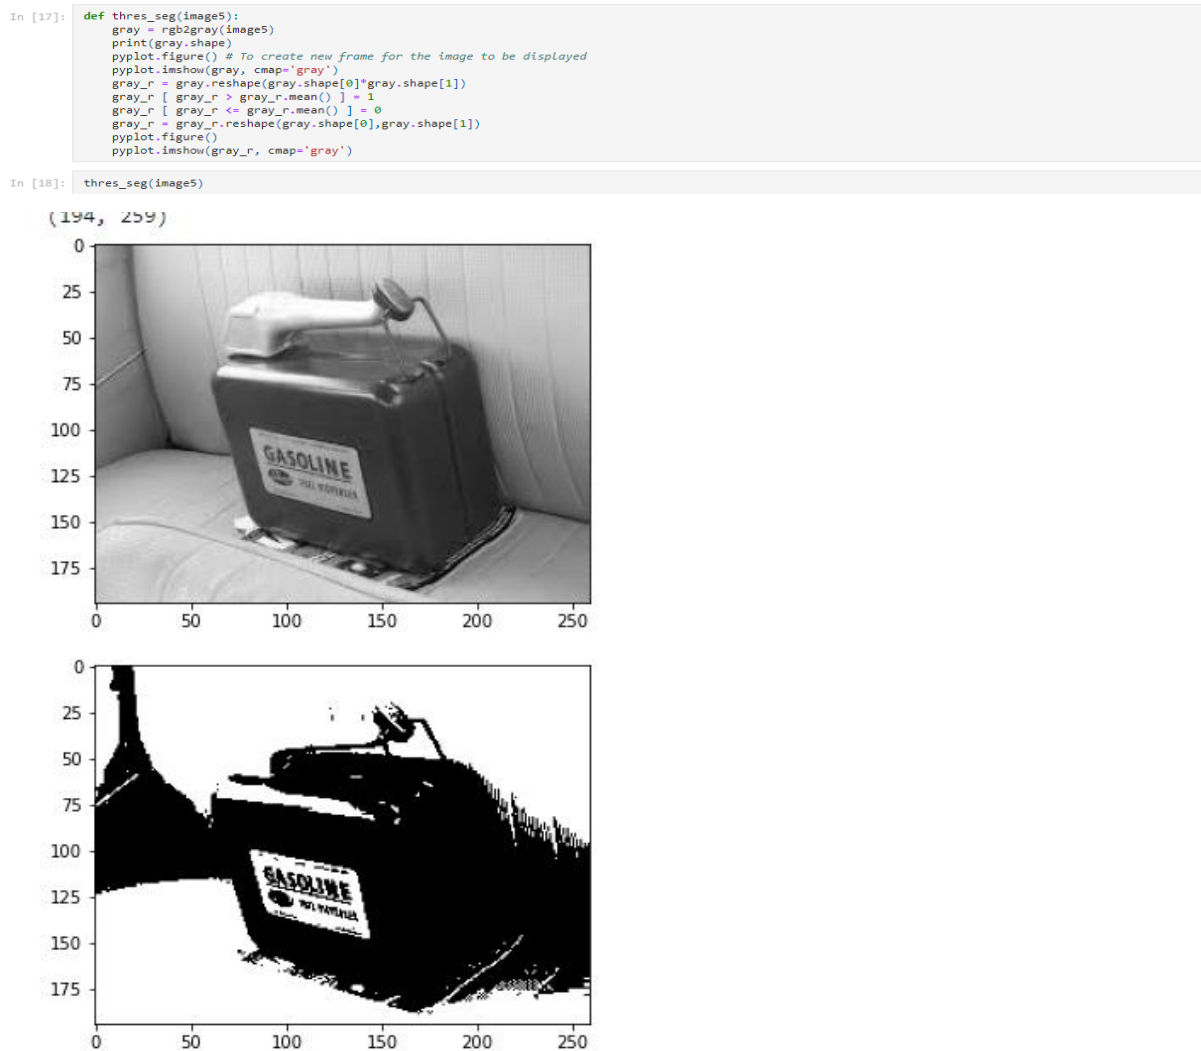 In [17]:
def thres_seg(image5):
    gray = rgb2gray(image5)
    print(gray.shape)
    pyplot.figure() # To create new frame for the image to be displayed
    pyplot.imshow(gray, cmap='gray')
    gray_r = gray.reshape(gray.shape[0]*gray.shape[1])
    gray_r [ gray_r > gray_r.mean() ] = 1
    gray_r [ gray_r <= gray_r.mean() ] = 0
    gray_r = gray_r.reshape(gray.shape[0],gray.shape[1])
    pyplot.figure()
    pyplot.imshow(gray_r, cmap='gray')
In [18]:
thres_seg(image5)
(194, 259)
0
25
50
75
100
125
150
175
GASOLINE
0 50 100 150 200 250
0
25
50
75
100
125
150
175
GASOLINE
0 50 100 150 200 250